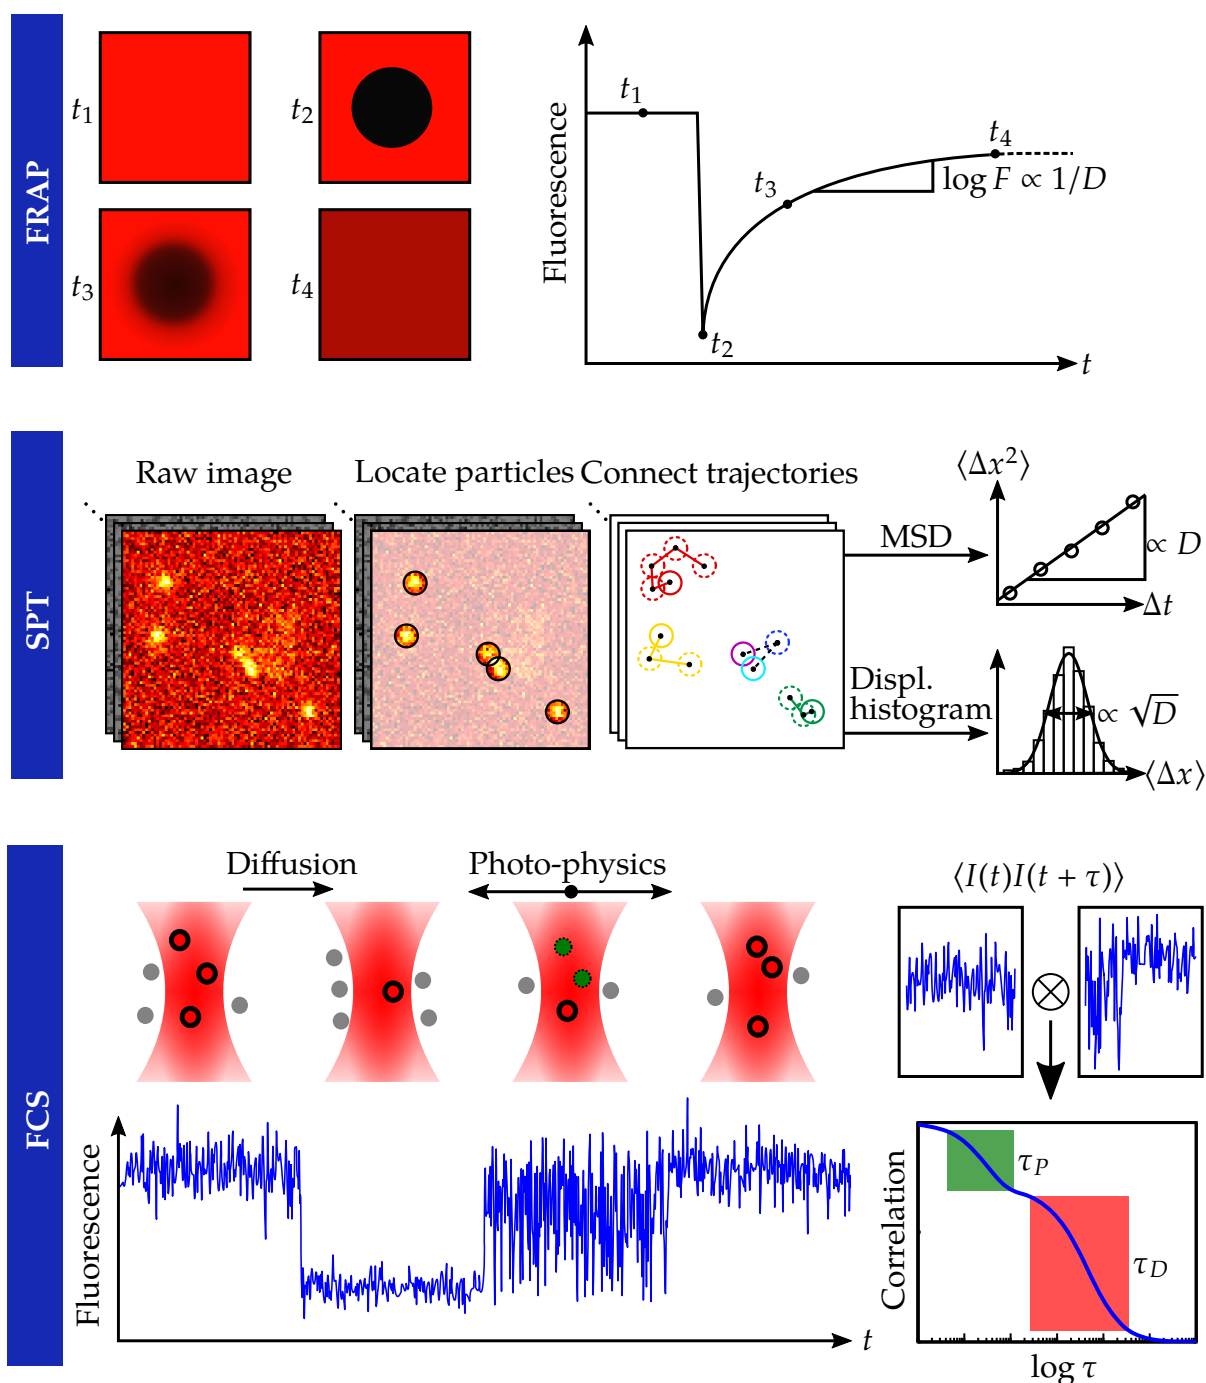 FRAP
t1
t2
t3
t4
Fluorescence
t1
t2
t3
t4
log F ∝ 1/D
t
SPT
Raw image
Locate particles
Connect trajectories
MSD
⟨Δx²⟩
∝ D
Δt
Displ.
histogram
∝ √D
⟨Δx⟩
FCS
Diffusion
Photo-physics
⟨I(t)I(t + τ)⟩
Fluorescence
t
Correlation
τP
τD
log τ